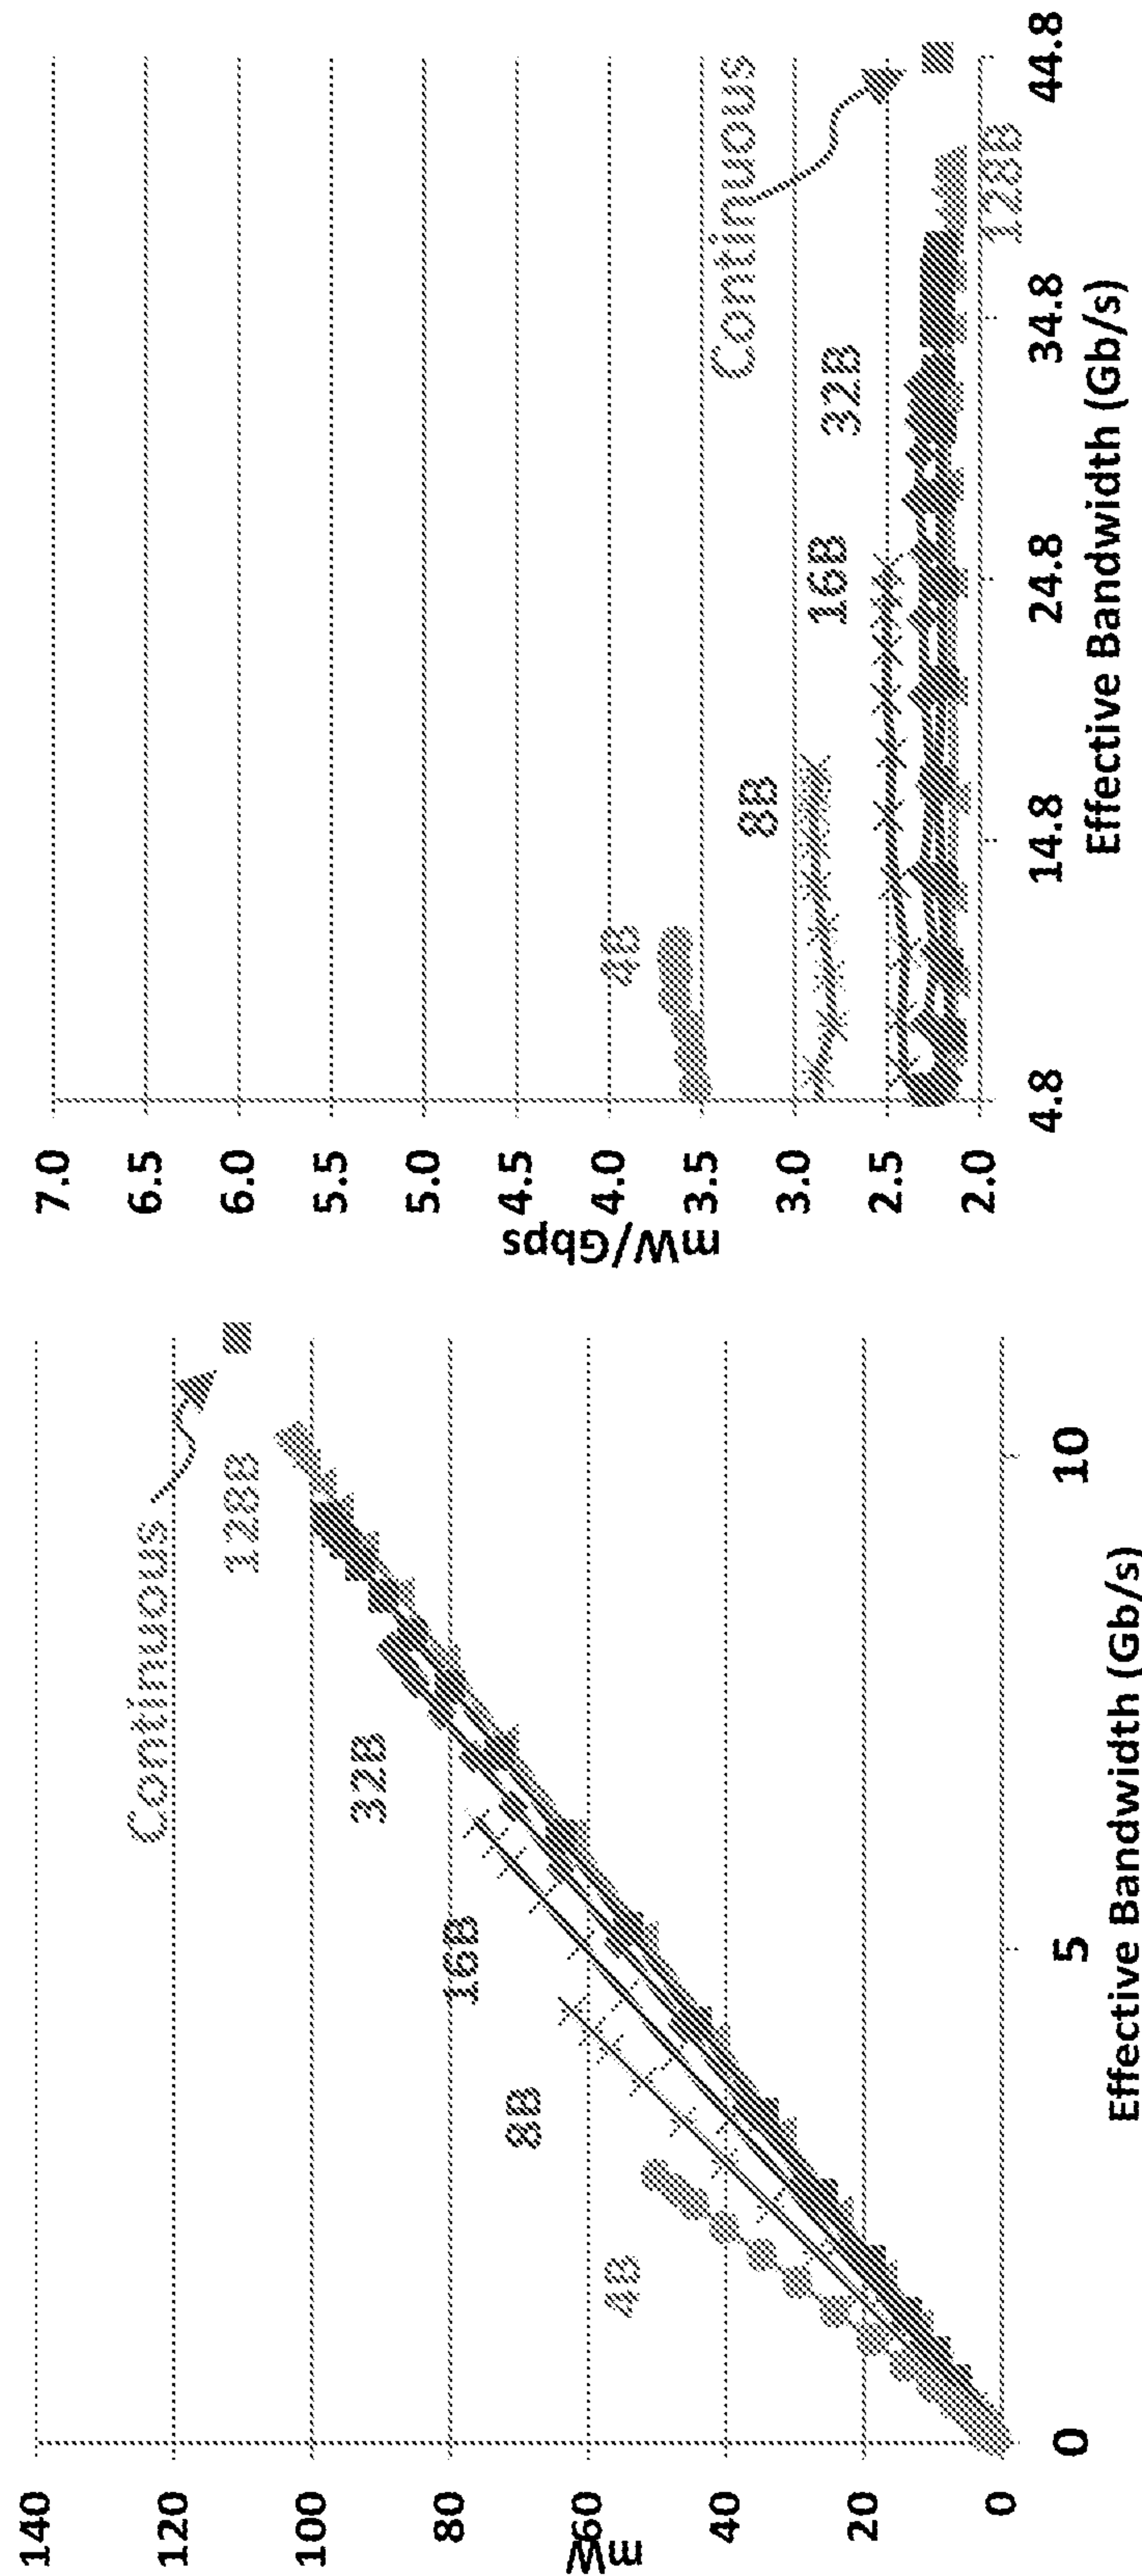 140
120
100
80
60
40
20
0
mW
Continuous
128B
32B
16B
8B
4B
0
5
10
Effective Bandwidth (Gb/s)
7.0
6.5
6.0
5.5
5.0
4.5
4.0
3.5
3.0
2.5
2.0
mW/Gbps
4B
8B
16B
32B
Continuous
128B
4.8
14.8
24.8
34.8
44.8
Effective Bandwidth (Gb/s)